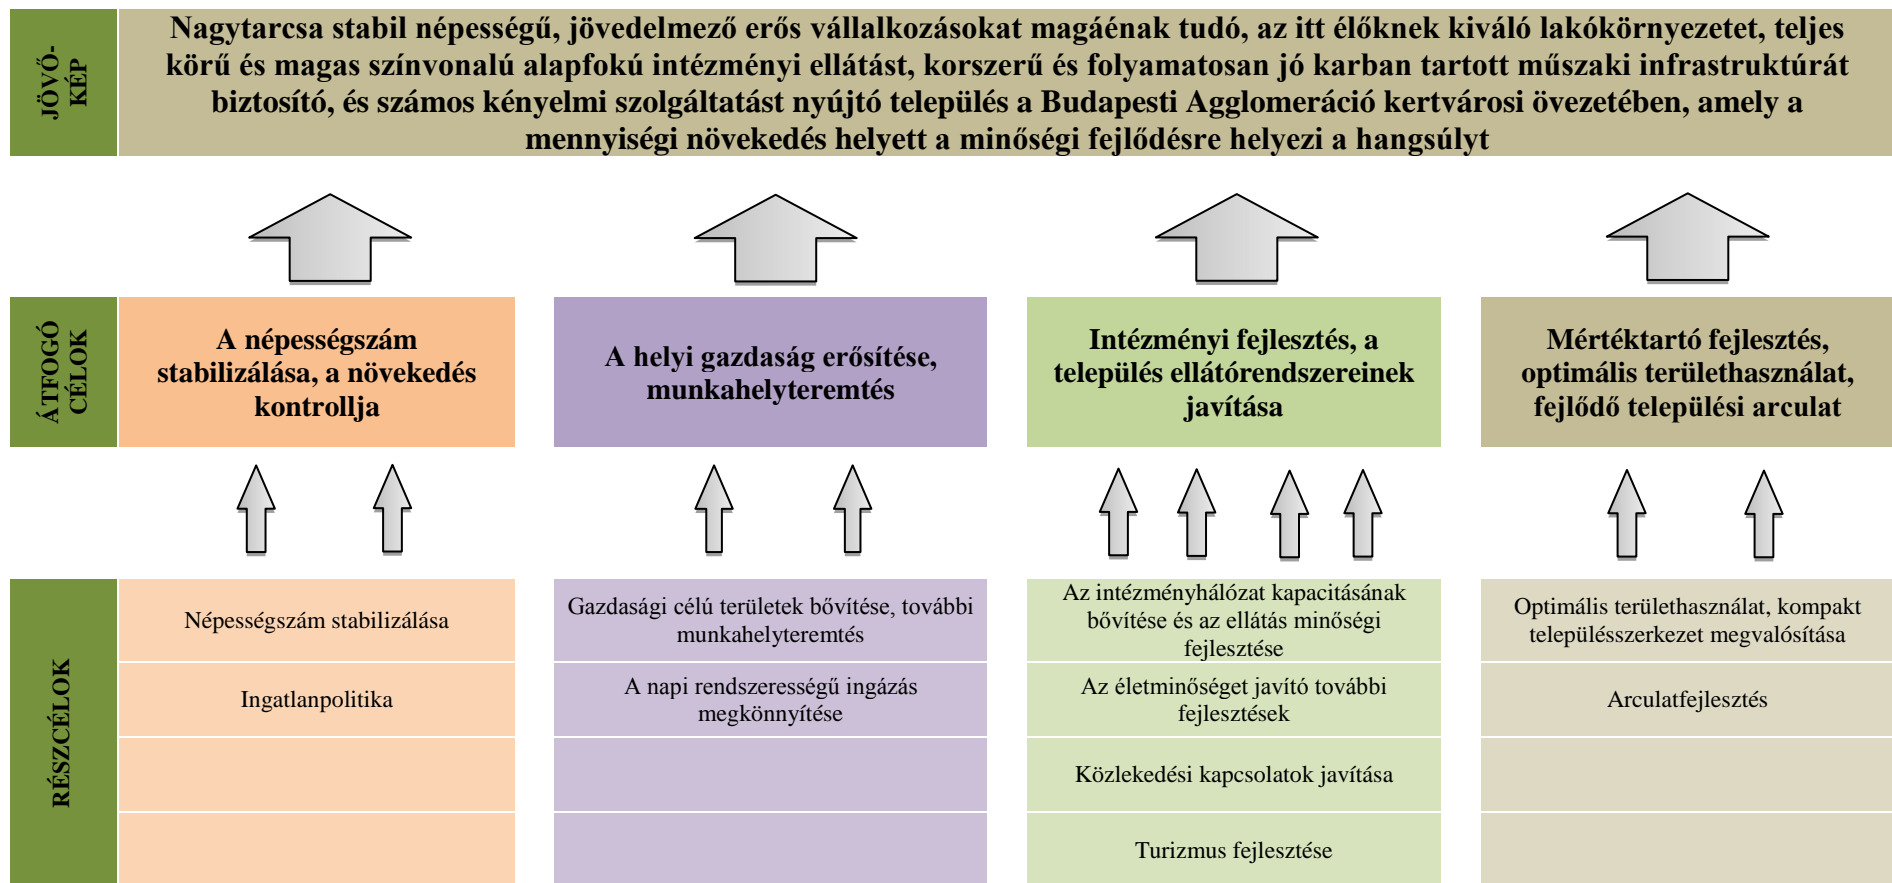 JÖVŐ-
KÉP
Nagytarcsa stabil népességű, jövedelmező erős vállalkozásokat magáénak tudó, az itt élőknek kiváló lakókörnyezetet, teljes
körű és magas színvonalú alapfokú intézményi ellátást, korszerű és folyamatosan jó karban tartott műszaki infrastruktúrát
biztosító, és számos kényelmi szolgáltatást nyújtó település a Budapesti Agglomeráció kertvárosi övezetében, amely a
mennyiségi növekedés helyett a minőségi fejlődésre helyezi a hangsúlyt
ÁTFOGÓ
CÉLOK
A népességszám
stabilizálása, a növekedés
kontrollja
A helyi gazdaság erősítése,
munkahelyteremtés
Intézményi fejlesztés, a
település ellátórendszereinek
javítása
Mértéktartó fejlesztés,
optimális területhasználat,
fejlődő települési arculat
RÉSZCÉLOK
Népességszám stabilizálása
Gazdasági célú területek bővítése, további
munkahelyteremtés
Az intézményhálózat kapacitásának
bővítése és az ellátás minőségi
fejlesztése
Optimális területhasználat, kompakt
településszerkezet megvalósítása
Ingatlanpolitika
A napi rendszerességű ingázás
megkönnyítése
Az életminőséget javító további
fejlesztések
Arculatfejlesztés
Közlekedési kapcsolatok javítása
Turizmus fejlesztése